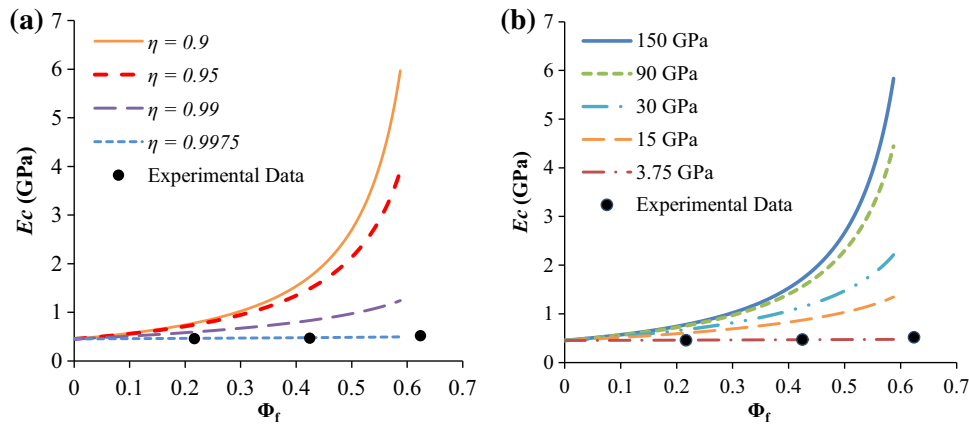 (a)
Ec (GPa)
7
6
5
4
3
2
1
0
η = 0.9
η = 0.95
η = 0.99
η = 0.9975
Experimental Data
0 0.1 0.2 0.3 0.4 0.5 0.6 0.7
Φf
(b)
Ec (GPa)
7
6
5
4
3
2
1
0
150 GPa
90 GPa
30 GPa
15 GPa
3.75 GPa
Experimental Data
0 0.1 0.2 0.3 0.4 0.5 0.6 0.7
Φf